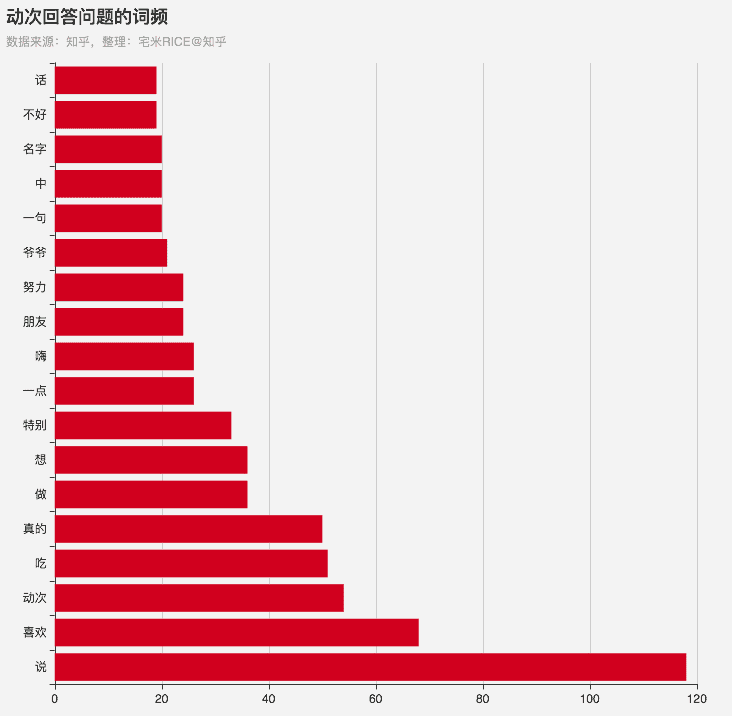 动次回答问题的词频
数据来源：知乎，整理：宅米RICE@知乎
话
不好
名字
中
一句
爷爷
努力
朋友
嗨
一点
特别
想
做
真的
吃
动次
喜欢
说
0 20 40 60 80 100 120